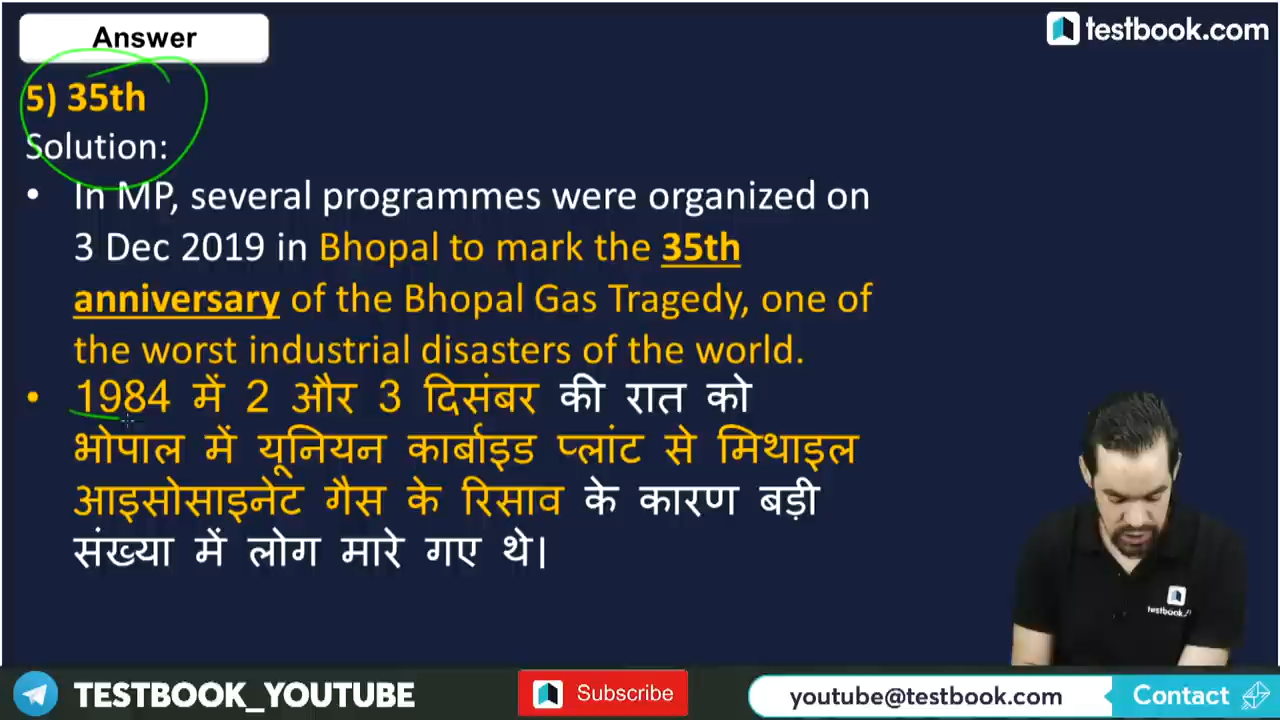 Answer
testbook.com
5) 35th
Solution:
• In MP, several programmes were organized on
3 Dec 2019 in Bhopal to mark the 35th
anniversary of the Bhopal Gas Tragedy, one of
the worst industrial disasters of the world.
• 1984 में 2 और 3 दिसंबर की रात को
भोपाल में यूनियन कार्बाइड प्लांट से मिथाइल
आइसोसाइनेट गैस के रिसाव के कारण बड़ी
संख्या में लोग मारे गए थे।
testbook
TESTBOOK_YOUTUBE
Subscribe
youtube@testbook.com
Contact